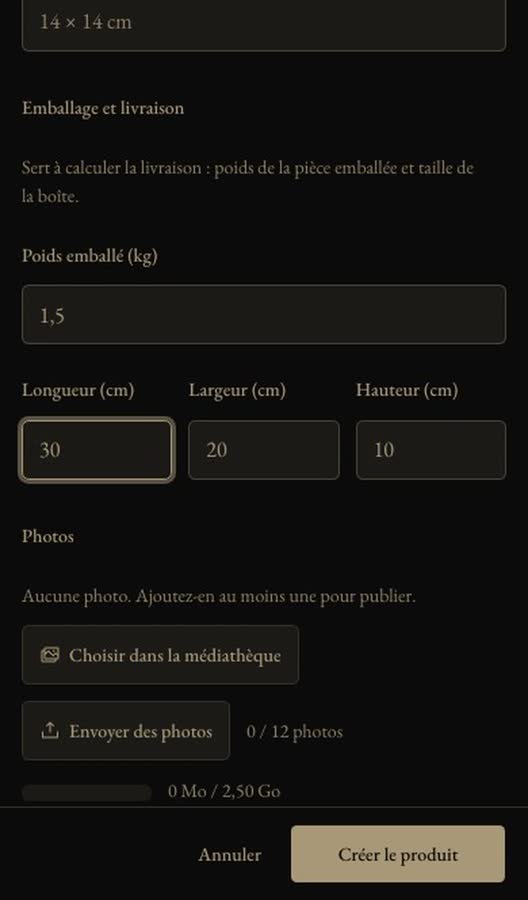 14 × 14 cm
Emballage et livraison
Sert à calculer la livraison : poids de la pièce emballée et taille de
la boîte.
Poids emballé (kg)
1,5
Longueur (cm) Largeur (cm) Hauteur (cm)
30 20 10
Photos
Aucune photo. Ajoutez-en au moins une pour publier.
Choisir dans la médiathèque
Envoyer des photos 0 / 12 photos
0 Mo / 2,50 Go
Annuler Créer le produit